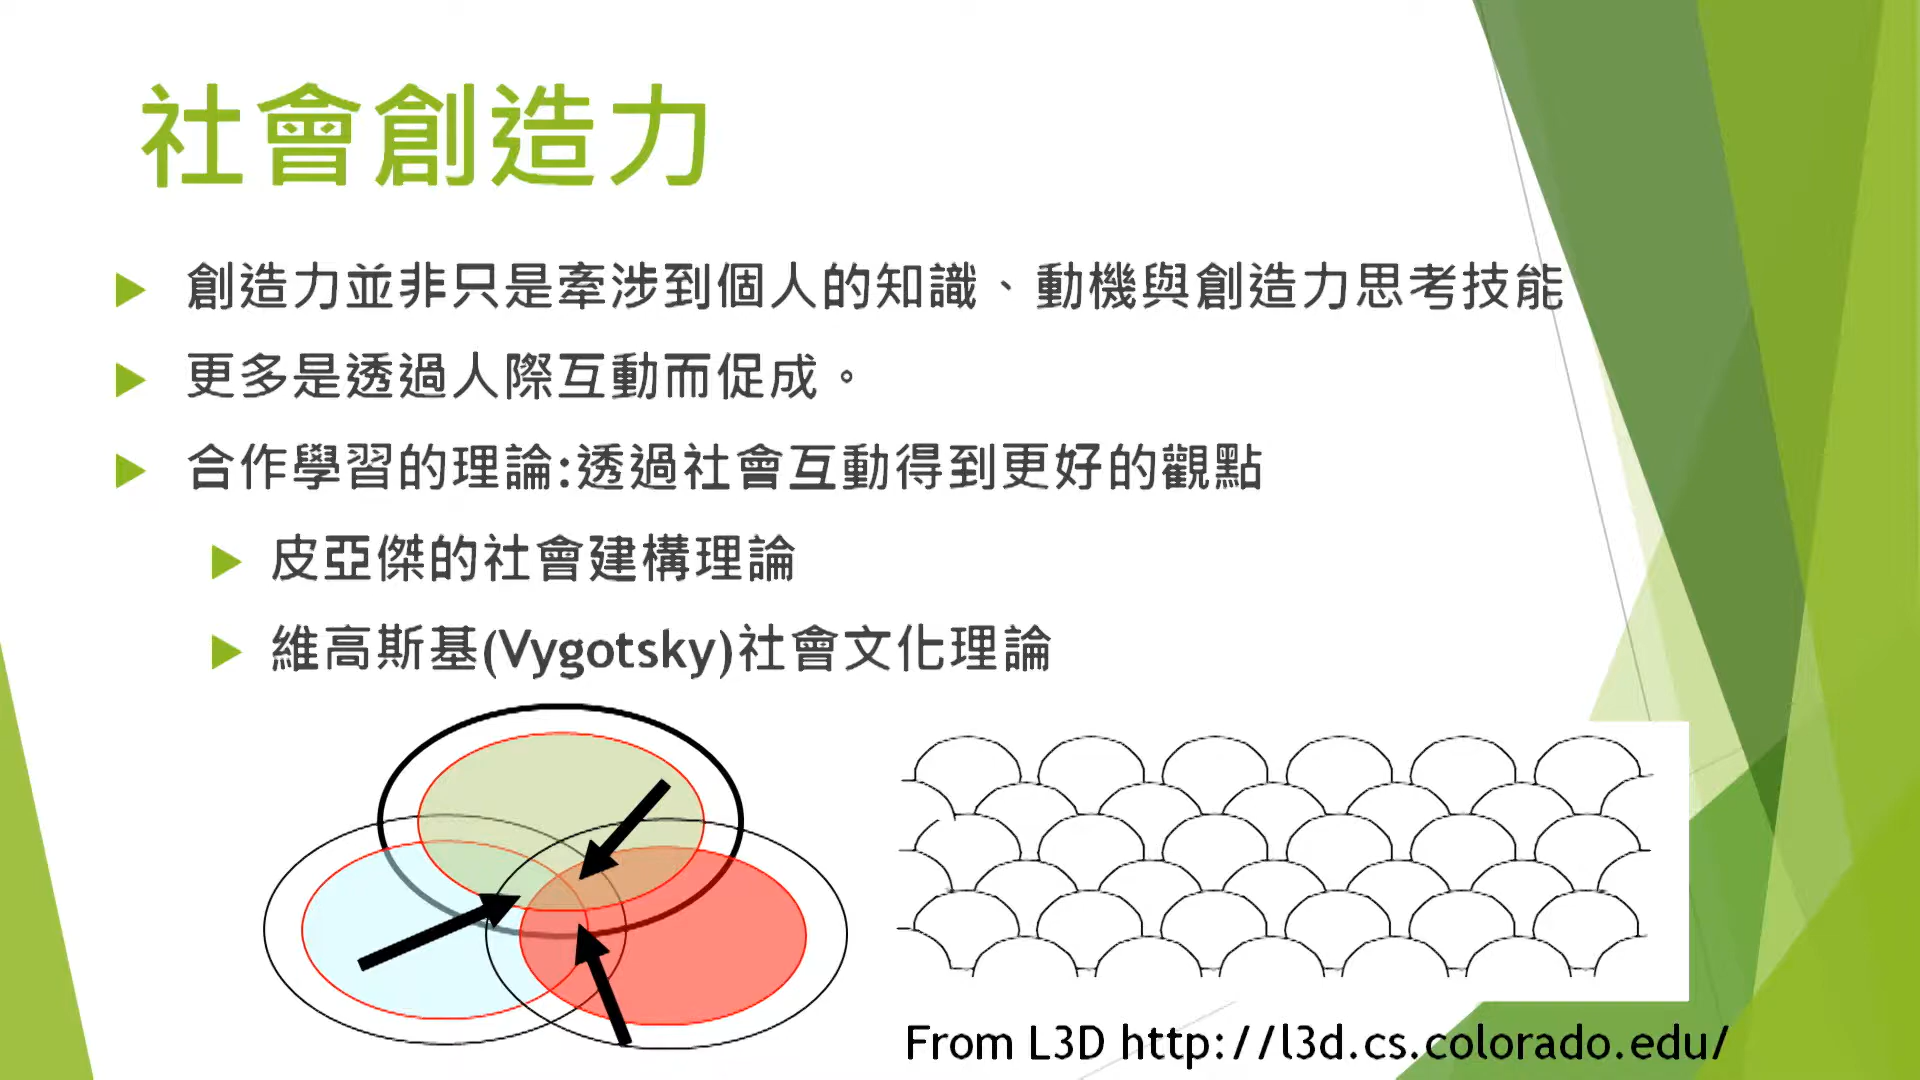 社會創造力
創造力並非只是牽涉到個人的知識、動機與創造力思考技能
更多是透過人際互動而促成。
合作學習的理論:透過社會互動得到更好的觀點
皮亞傑的社會建構理論
維高斯基(Vygotsky)社會文化理論
From L3D http://l3d.cs.colorado.edu/